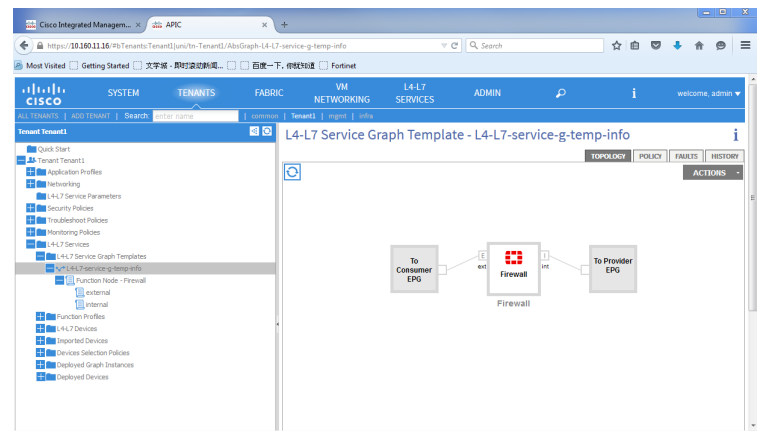 Cisco Integrated Managem... ×
APIC ×
https://10.160.11.16/#bTenants:Tenant1|uni/tn-Tenant1/AbsGraph-L4-L7-service-g-temp-info
Search
Most Visited Getting Started 文学城 - 即时滚动新闻... 百度一下,你就知道 Fortinet
CISCO
SYSTEM TENANTS FABRIC VM NETWORKING L4-L7 SERVICES ADMIN i welcome, admin
ALL TENANTS | ADD TENANT | Search: enter name | common | Tenant1 | mgmt | infra
Tenant Tenant1
Quick Start
Tenant Tenant1
Application Profiles
Networking
L4-L7 Service Parameters
Security Policies
Troubleshoot Policies
Monitoring Policies
L4-L7 Services
L4-L7 Service Graph Templates
L4-L7-service-g-temp-info
Function Node - Firewall
external
internal
Function Profiles
L4-L7 Devices
Imported Devices
Devices Selection Policies
Deployed Graph Instances
Deployed Devices
L4-L7 Service Graph Template - L4-L7-service-g-temp-info i
TOPOLOGY POLICY FAULTS HISTORY
ACTIONS
To
Consumer
EPG
E
ext
Firewall
I
int
To Provider
EPG
Firewall